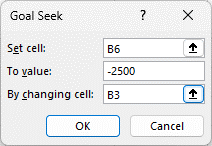 Goal Seek ?
Set cell: B6
To value: -2500
By changing cell: B3
OK Cancel